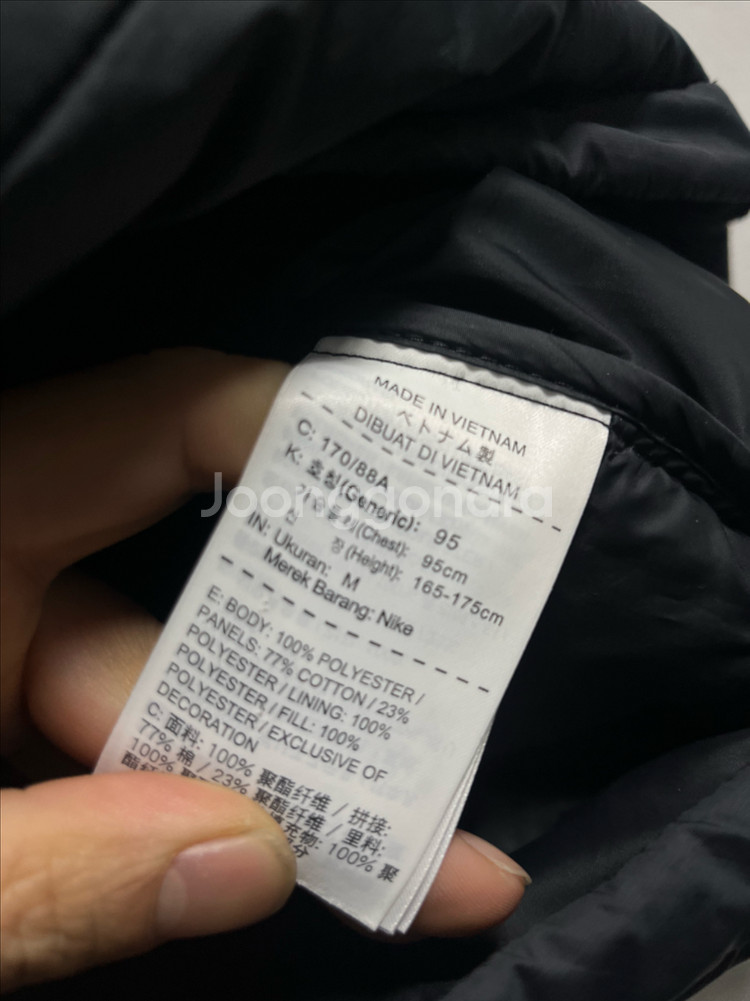 MADE IN VIETNAM
ベトナム製
DIBUAT DI VIETNAM
C: 170/88A
K: 호칭(Generic): 95
가슴둘레(Chest): 95cm
신 장(Height): 165-175cm
IN: Ukuran: M
Merek Barang: Nike
E: BODY: 100% POLYESTER /
PANELS: 77% COTTON / 23%
POLYESTER / LINING: 100%
POLYESTER / FILL: 100%
POLYESTER / EXCLUSIVE OF
DECORATION
C: 面料: 100% 聚酯纤维 / 拼接:
77% 棉 / 23% 聚酯纤维 / 里料:
100% 聚酯纤维 / 填充物: 100% 聚
Joonggonara